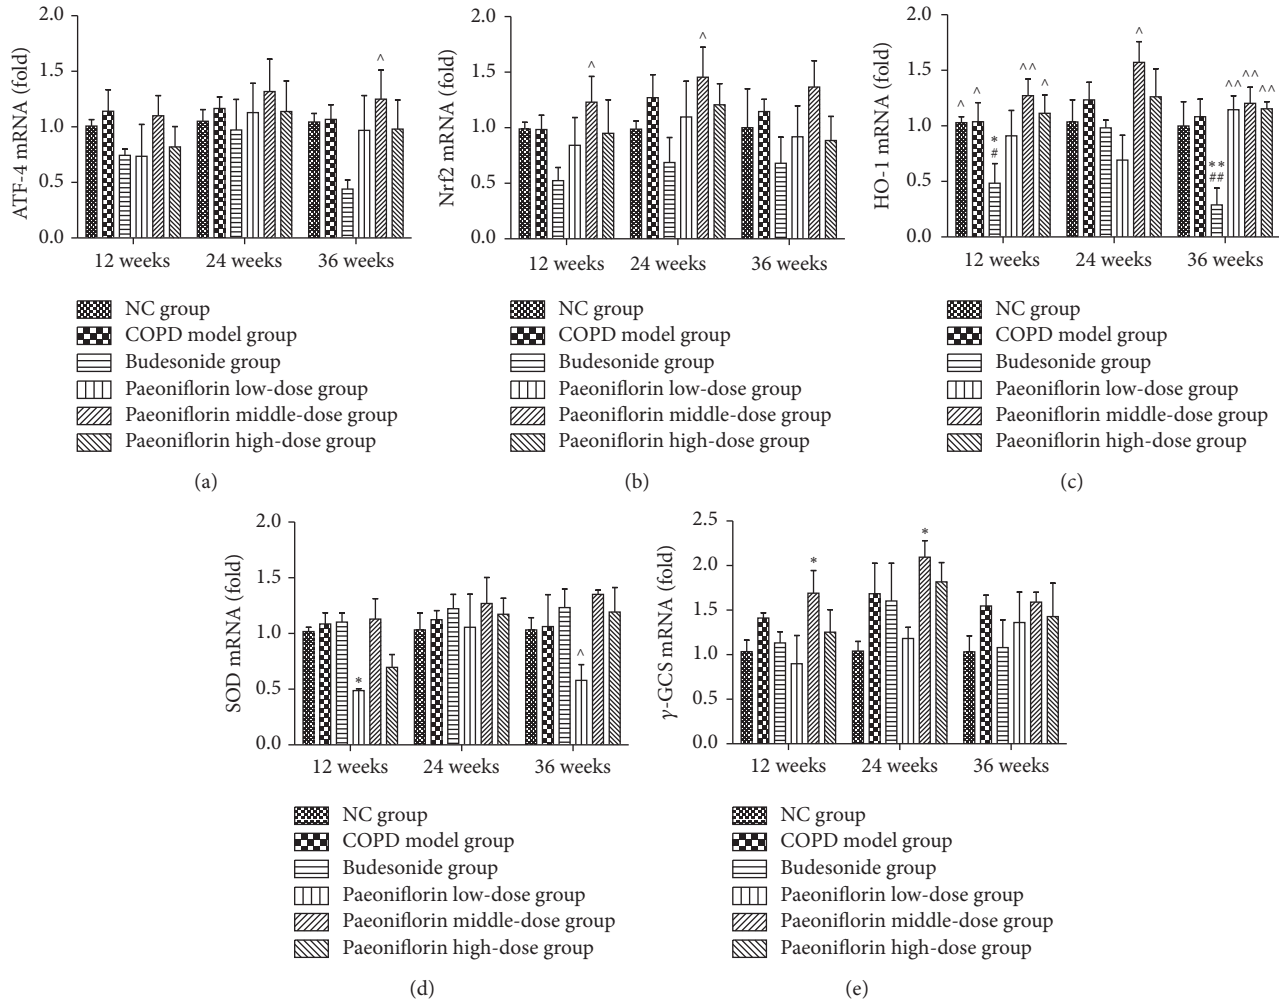 ATF-4 mRNA (fold)
2.0
1.5
1.0
0.5
0.0
^
12 weeks 24 weeks 36 weeks
NC group
COPD model group
Budesonide group
Paeoniflorin low-dose group
Paeoniflorin middle-dose group
Paeoniflorin high-dose group
(a)
Nrf2 mRNA (fold)
2.0
1.5
1.0
0.5
0.0
^ ^
12 weeks 24 weeks 36 weeks
NC group
COPD model group
Budesonide group
Paeoniflorin low-dose group
Paeoniflorin middle-dose group
Paeoniflorin high-dose group
(b)
HO-1 mRNA (fold)
2.0
1.5
1.0
0.5
0.0
^ ^ * # ^^ ^ ^ ** ## ^^ ^^ ^^
12 weeks 24 weeks 36 weeks
NC group
COPD model group
Budesonide group
Paeoniflorin low-dose group
Paeoniflorin middle-dose group
Paeoniflorin high-dose group
(c)
SOD mRNA (fold)
2.0
1.5
1.0
0.5
0.0
* ^
12 weeks 24 weeks 36 weeks
NC group
COPD model group
Budesonide group
Paeoniflorin low-dose group
Paeoniflorin middle-dose group
Paeoniflorin high-dose group
(d)
γ-GCS mRNA (fold)
2.5
2.0
1.5
1.0
0.5
0.0
* *
12 weeks 24 weeks 36 weeks
NC group
COPD model group
Budesonide group
Paeoniflorin low-dose group
Paeoniflorin middle-dose group
Paeoniflorin high-dose group
(e)